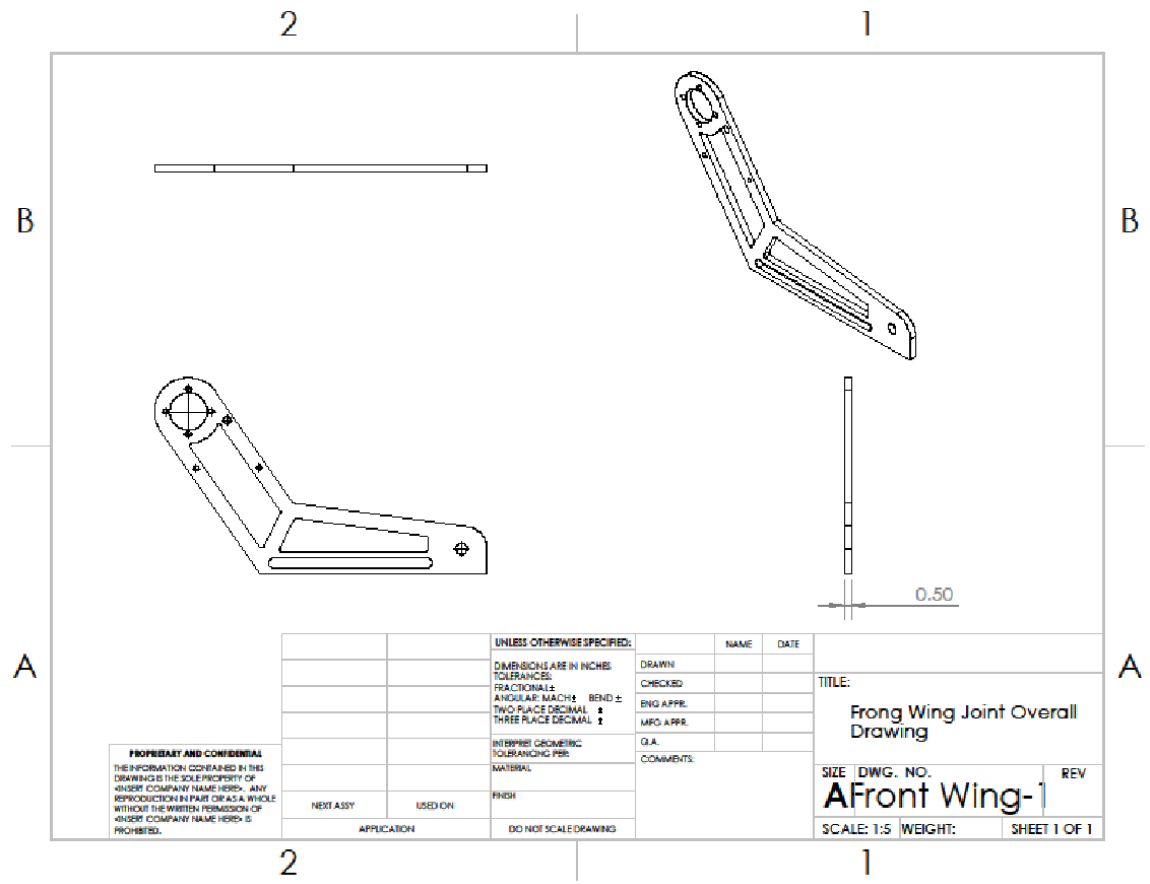 2
1
B
B
0.50
A
A
UNLESS OTHERWISE SPECIFIED:
DIMENSIONS ARE IN INCHES
TOLERANCES:
FRACTIONAL±
ANGULAR: MACH± BEND ±
TWO PLACE DECIMAL ±
THREE PLACE DECIMAL ±
INTERPRET GEOMETRIC
TOLERANCING PER:
MATERIAL
FINISH
DO NOT SCALE DRAWING
NAME DATE
DRAWN
CHECKED
ENG APPR.
MFG APPR.
Q.A.
COMMENTS:
TITLE:
Frong Wing Joint Overall
Drawing
SIZE DWG. NO. REV
A Front Wing-1
SCALE: 1:5 WEIGHT: SHEET 1 OF 1
PROPRIETARY AND CONFIDENTIAL
THE INFORMATION CONTAINED IN THIS
DRAWING IS THE SOLE PROPERTY OF
<INSERT COMPANY NAME HERE>. ANY
REPRODUCTION IN PART OR AS A WHOLE
WITHOUT THE WRITTEN PERMISSION OF
<INSERT COMPANY NAME HERE> IS
PROHIBITED.
NEXT ASSY USED ON
APPLICATION
2
1